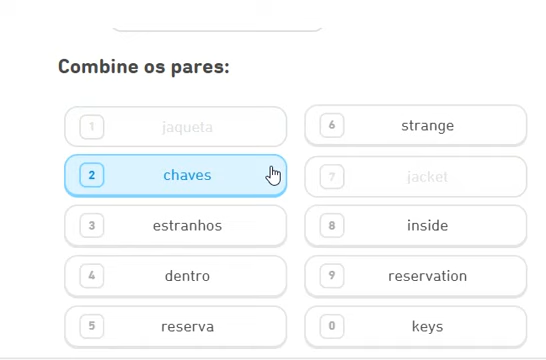 Combine os pares:
1 jaqueta
6 strange
2 chaves
7 jacket
3 estranhos
8 inside
4 dentro
9 reservation
5 reserva
0 keys